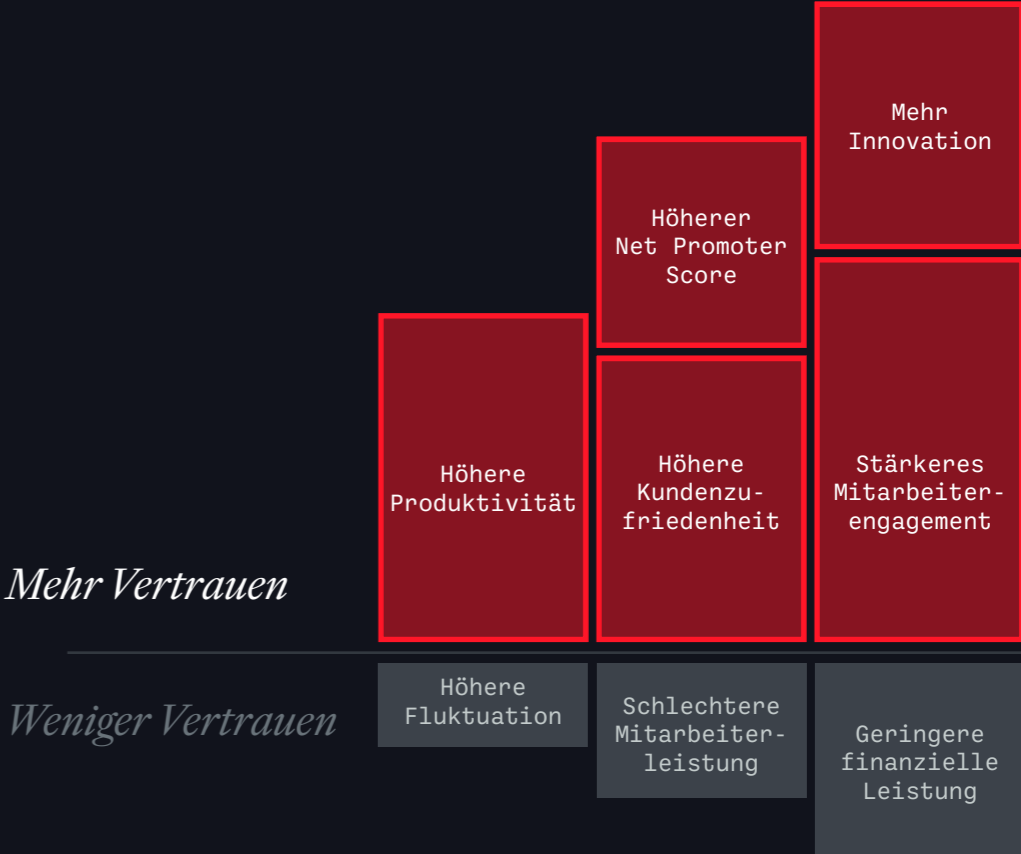 Mehr
Innovation
Höherer
Net Promoter
Score
Höhere
Produktivität
Höhere
Kundenzu-
friedenheit
Stärkeres
Mitarbeiter-
engagement
Mehr Vertrauen
Weniger Vertrauen
Höhere
Fluktuation
Schlechtere
Mitarbeiter-
leistung
Geringere
finanzielle
Leistung